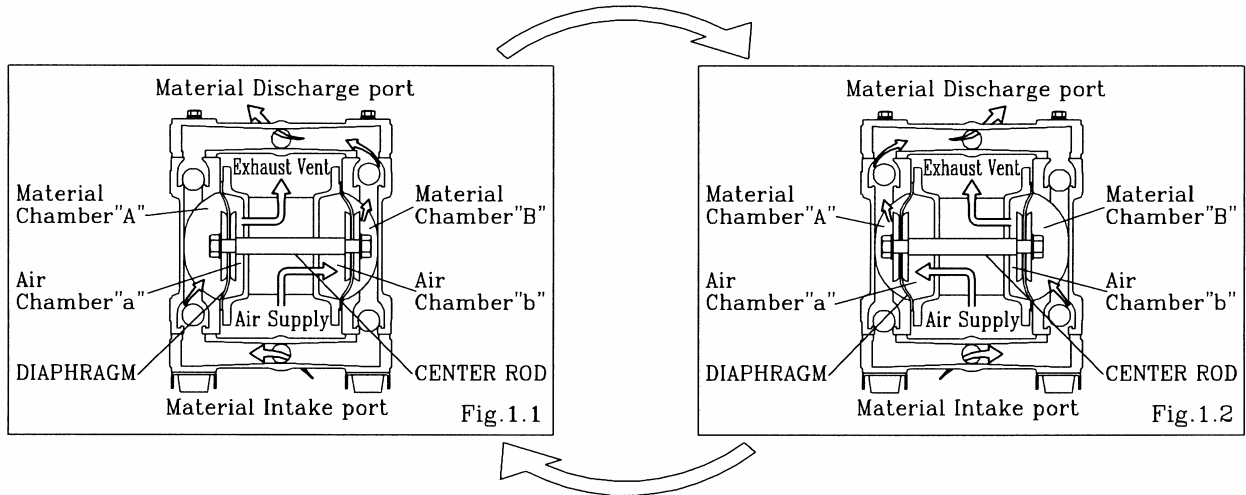 Material Discharge port
Exhaust Vent
Material
Chamber"A"
Material
Chamber"B"
Air
Chamber"a"
Air
Chamber"b"
Air Supply
DIAPHRAGM
CENTER ROD
Material Intake port
Fig.1.1
Material Discharge port
Exhaust Vent
Material
Chamber"A"
Material
Chamber"B"
Air
Chamber"a"
Air
Chamber"b"
Air Supply
DIAPHRAGM
CENTER ROD
Material Intake port
Fig.1.2